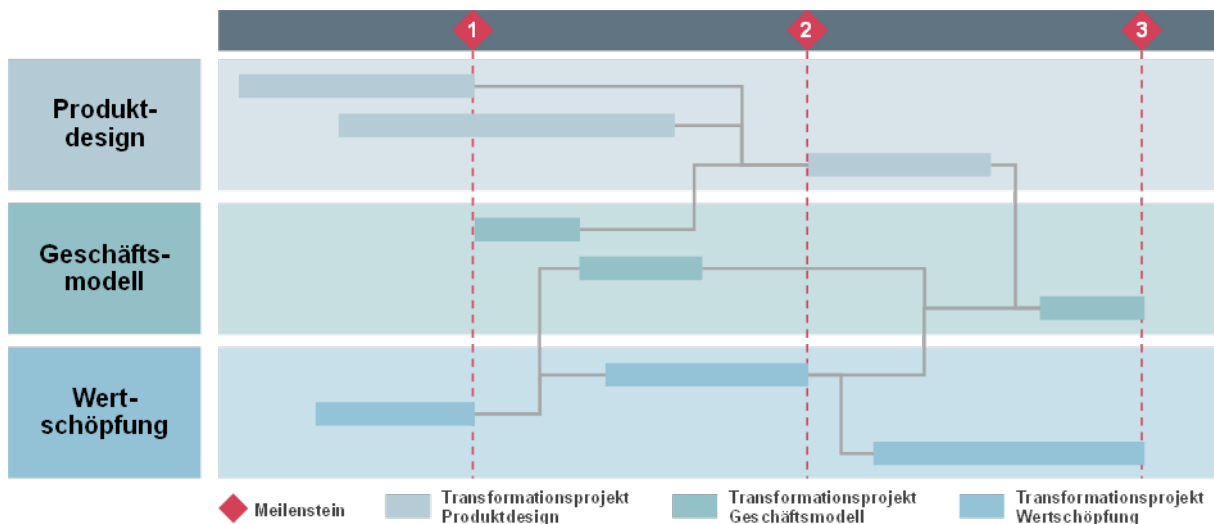 1 2 3
Produkt-
design
Geschäfts-
modell
Wert-
schöpfung
Meilenstein
Transformationsprojekt
Produktdesign
Transformationsprojekt
Geschäftsmodell
Transformationsprojekt
Wertschöpfung